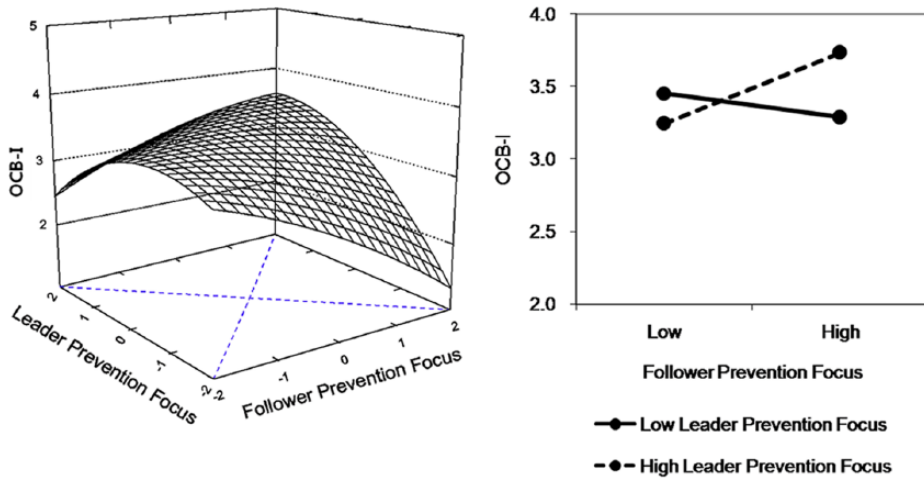 5
4
3
2
OCB-I
2
1
0
-1
-2
Leader Prevention Focus
-2
-1
0
1
2
Follower Prevention Focus
4.0
3.5
3.0
2.5
2.0
OCB-I
Low
High
Follower Prevention Focus
Low Leader Prevention Focus
High Leader Prevention Focus